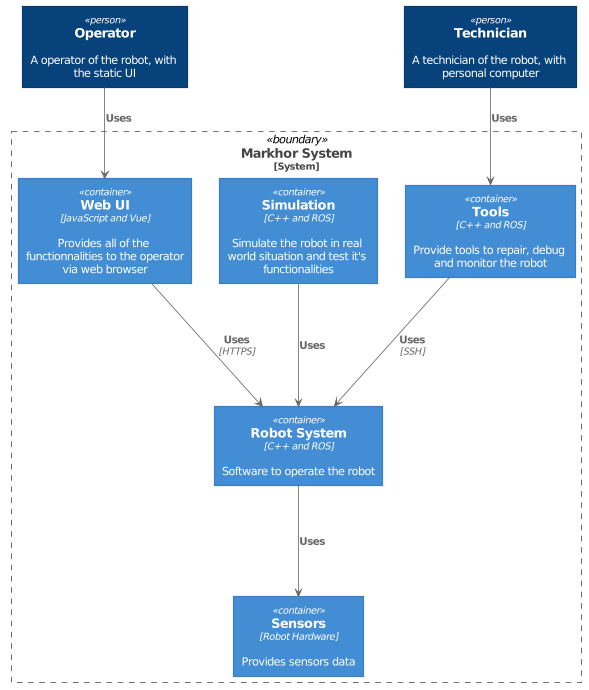 «person»
Operator
A operator of the robot, with
the static UI
«person»
Technician
A technician of the robot, with
personal computer
Uses
Uses
«boundary»
Markhor System
[System]
«container»
Web UI
[JavaScript and Vue]
Provides all of the
functionnalities to the operator
via web browser
«container»
Simulation
[C++ and ROS]
Simulate the robot in real
world situation and test it's
functionalities
«container»
Tools
[C++ and ROS]
Provide tools to repair, debug
and monitor the robot
Uses
[HTTPS]
Uses
Uses
[SSH]
«container»
Robot System
[C++ and ROS]
Software to operate the robot
Uses
«container»
Sensors
[Robot Hardware]
Provides sensors data